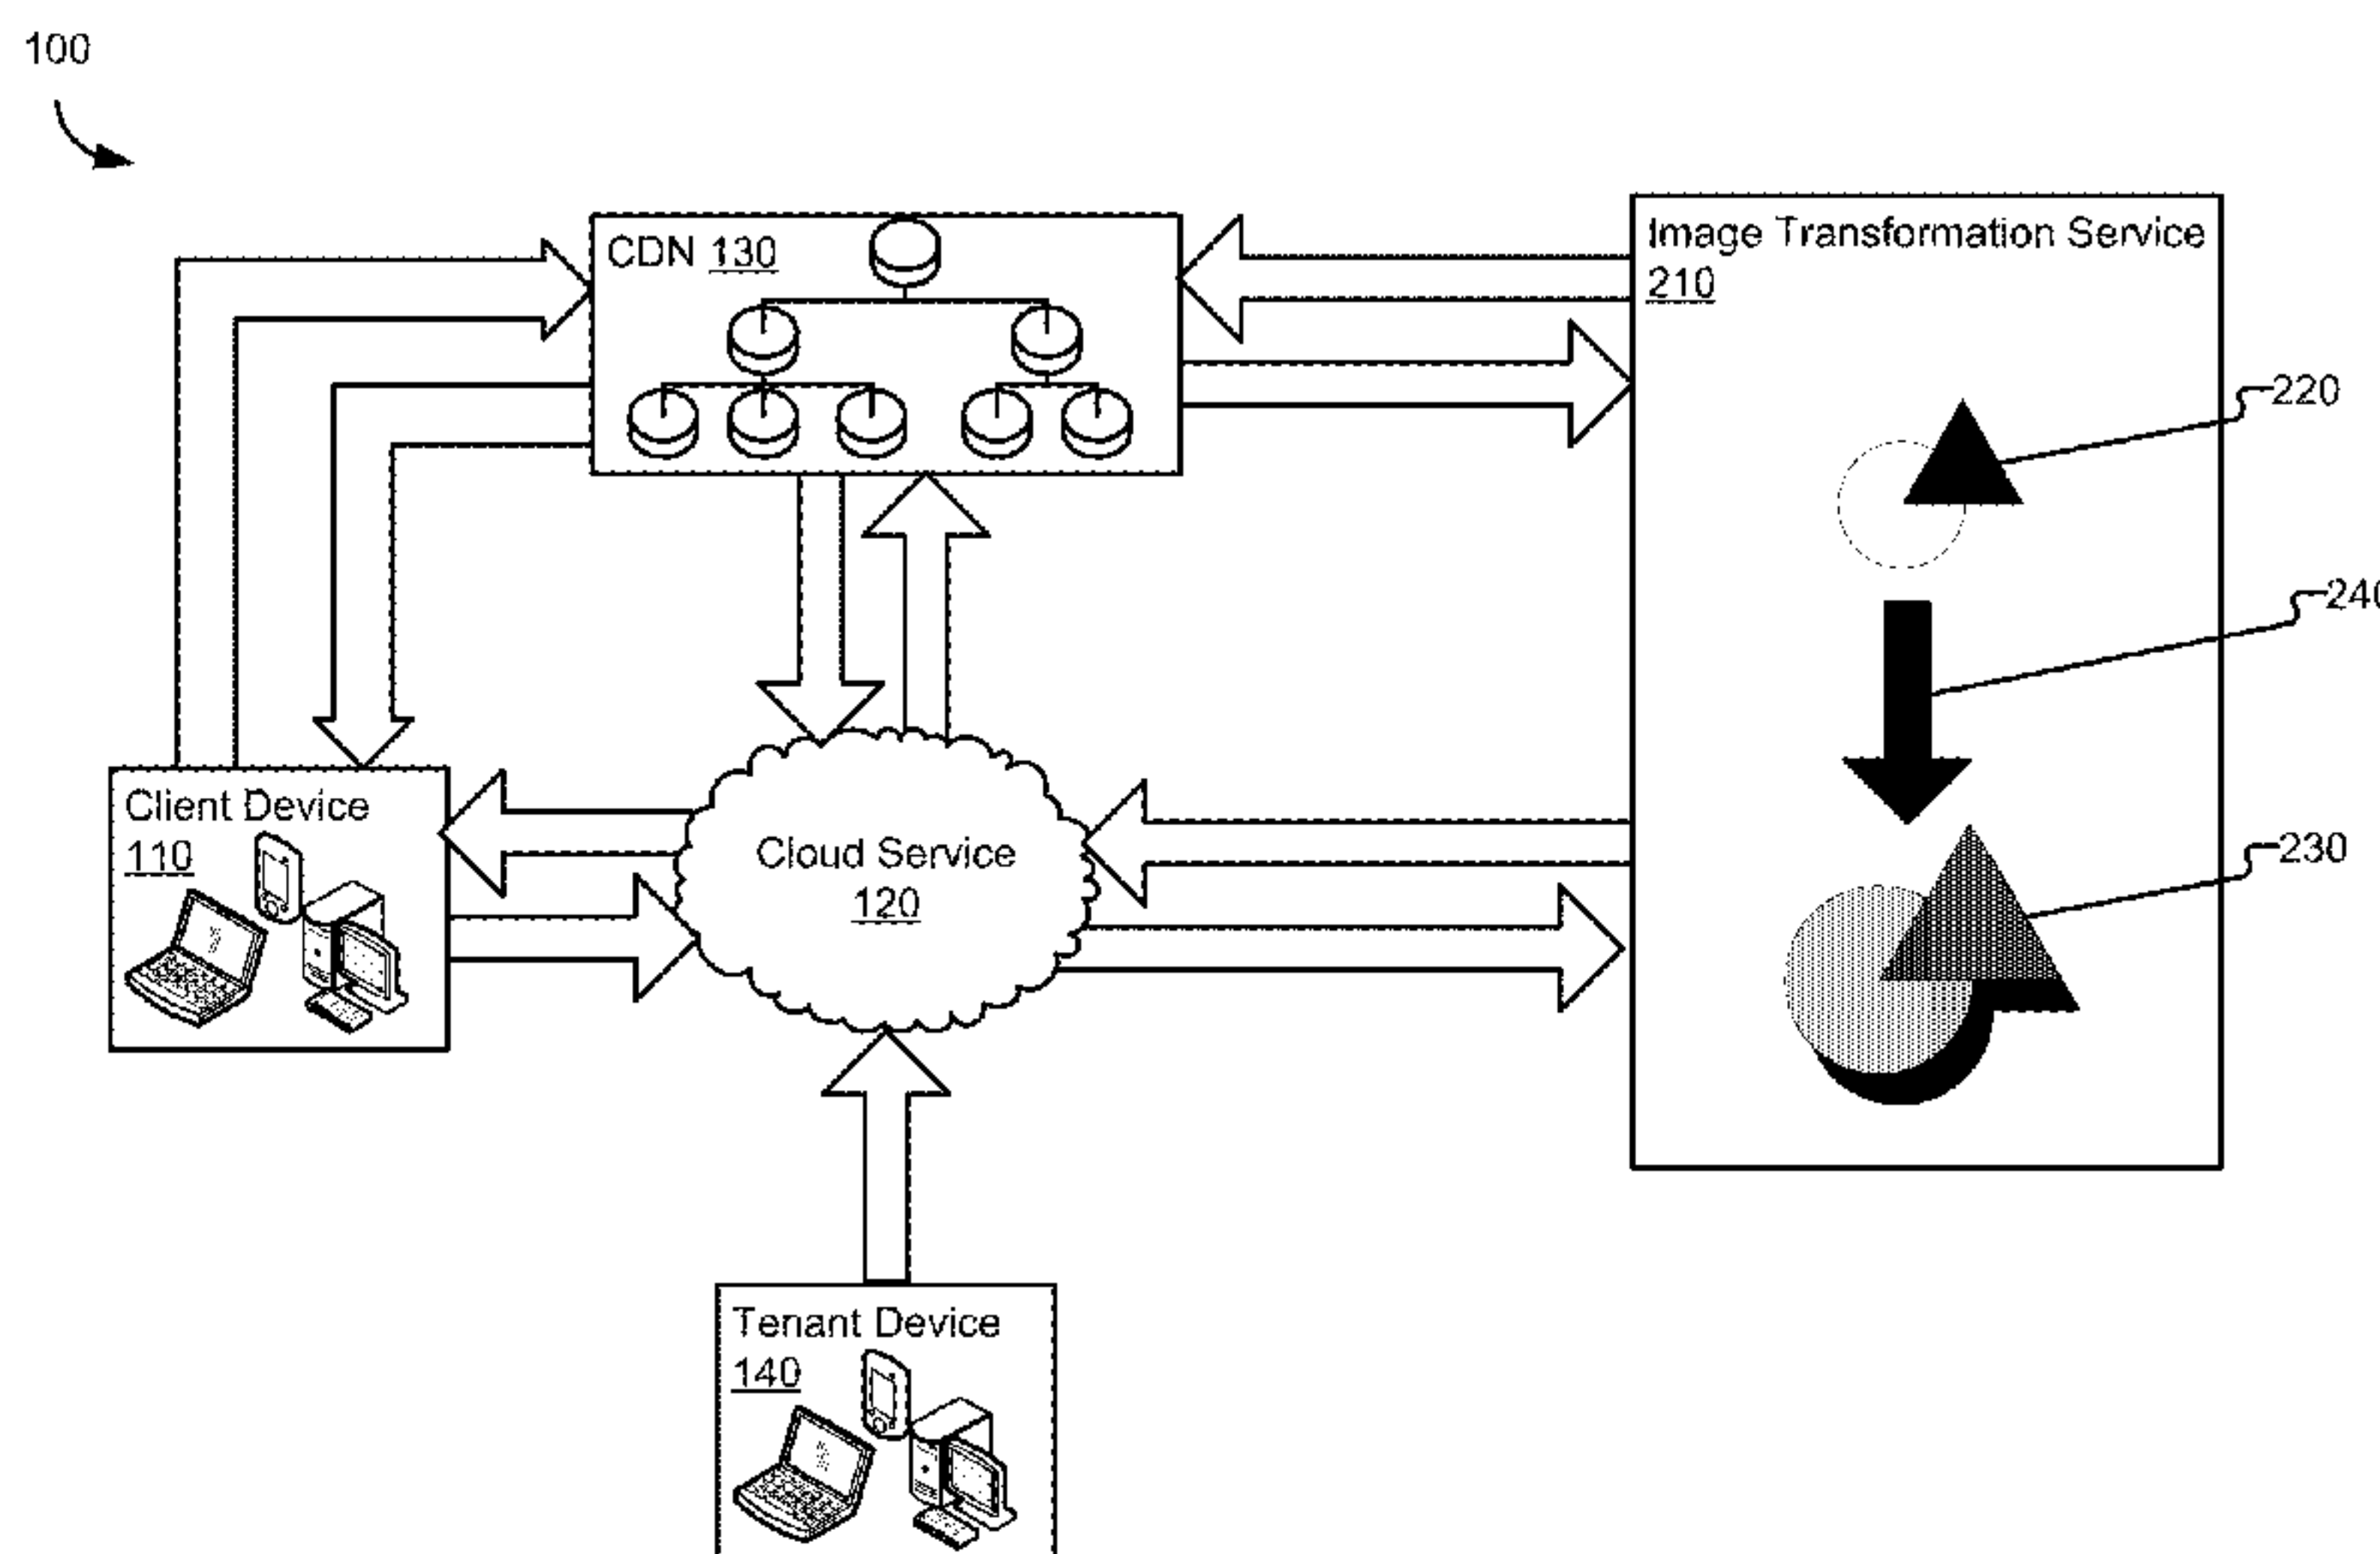 100
CDN 130
Image Transformation Service
210
220
240
Client Device
110
Cloud Service
120
230
Tenant Device
140